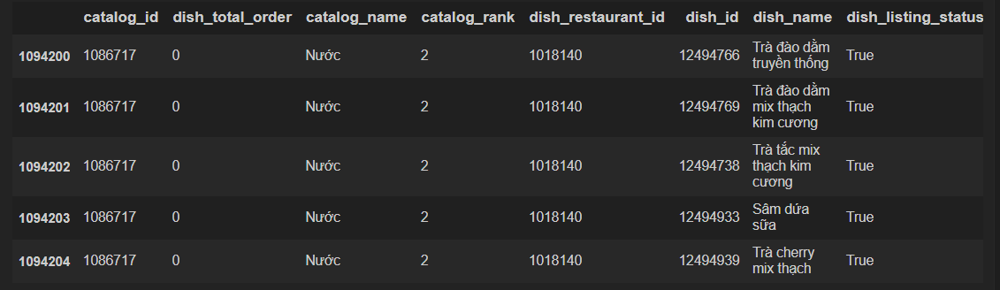 catalog_id dish_total_order catalog_name catalog_rank dish_restaurant_id dish_id dish_name dish_listing_status
1094200 1086717 0 Nước 2 1018140 12494766 Trà đào dằm truyền thống True
1094201 1086717 0 Nước 2 1018140 12494769 Trà đào dằm mix thạch kim cương True
1094202 1086717 0 Nước 2 1018140 12494738 Trà tắc mix thạch kim cương True
1094203 1086717 0 Nước 2 1018140 12494933 Sâm dứa sữa True
1094204 1086717 0 Nước 2 1018140 12494939 Trà cherry mix thạch True